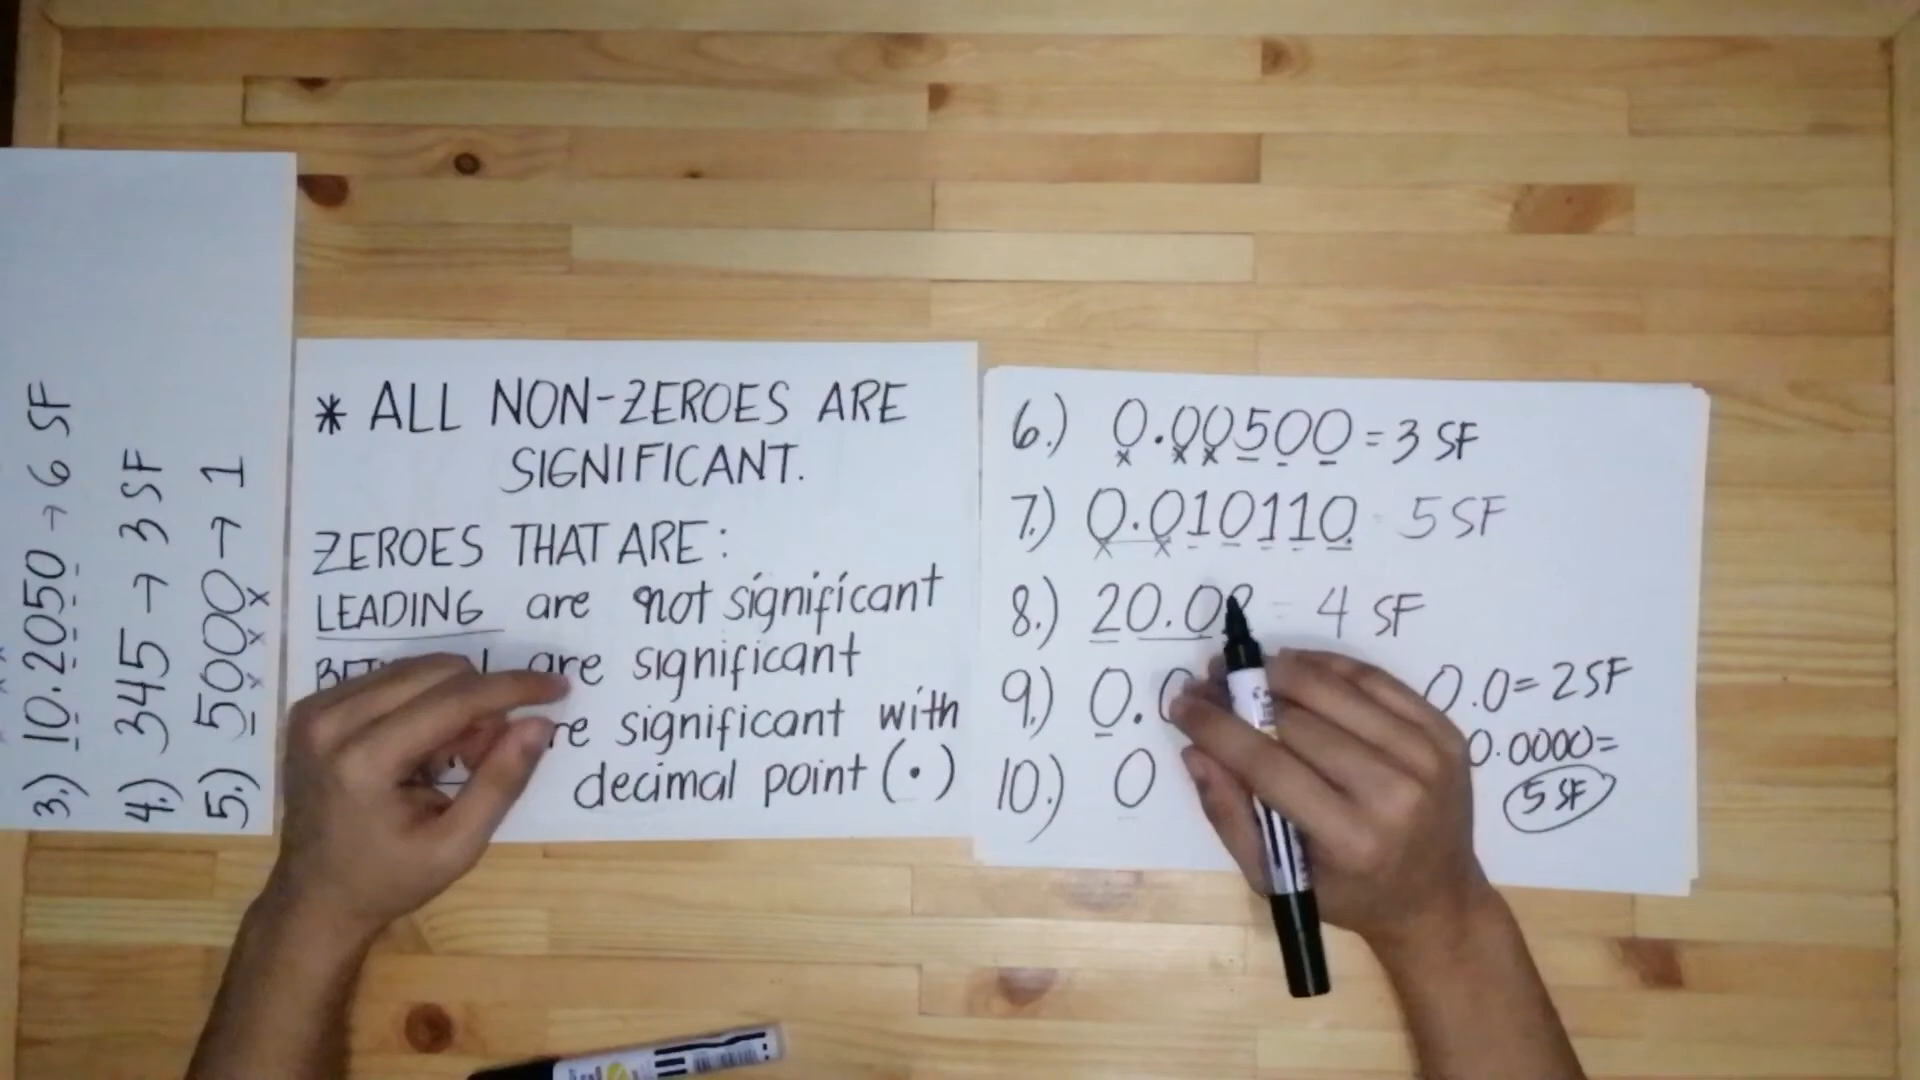 3.) 10.2050 → 6 SF
4.) 345 → 3 SF
5.) 5000 → 1
x x x
* ALL NON-ZEROES ARE
SIGNIFICANT.
ZEROES THAT ARE:
LEADING are not significant
are significant
are significant with
decimal point (.)
6.) 0.00500 = 3 SF
x x x
7.) 0.010110 5 SF
x x
8.) 20.0 = 4 SF
9.) 0.0
0.0 = 2 SF
0.0000 =
5 SF
10.) 0